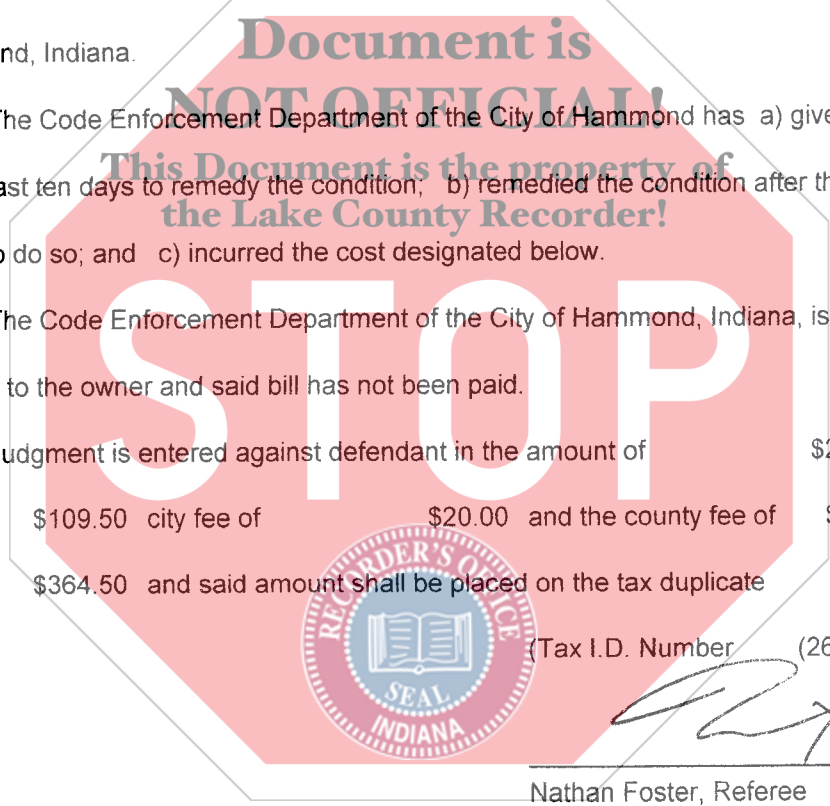 Document is
nd, Indiana.
NOT OFFICIAL!
The Code Enforcement Department of the City of Hammond has a) give
This Document is the property of
ast ten days to remedy the condition; b) remedied the condition after th
the Lake County Recorder!
o do so; and c) incurred the cost designated below.
STOP
The Code Enforcement Department of the City of Hammond, Indiana, is
to the owner and said bill has not been paid.
udgment is entered against defendant in the amount of $2
$109.50 city fee of $20.00 and the county fee of $
$364.50 and said amount shall be placed on the tax duplicate
RECORDER'S OFFICE
SEAL
INDIANA
(Tax I.D. Number (26
Nathan Foster, Referee